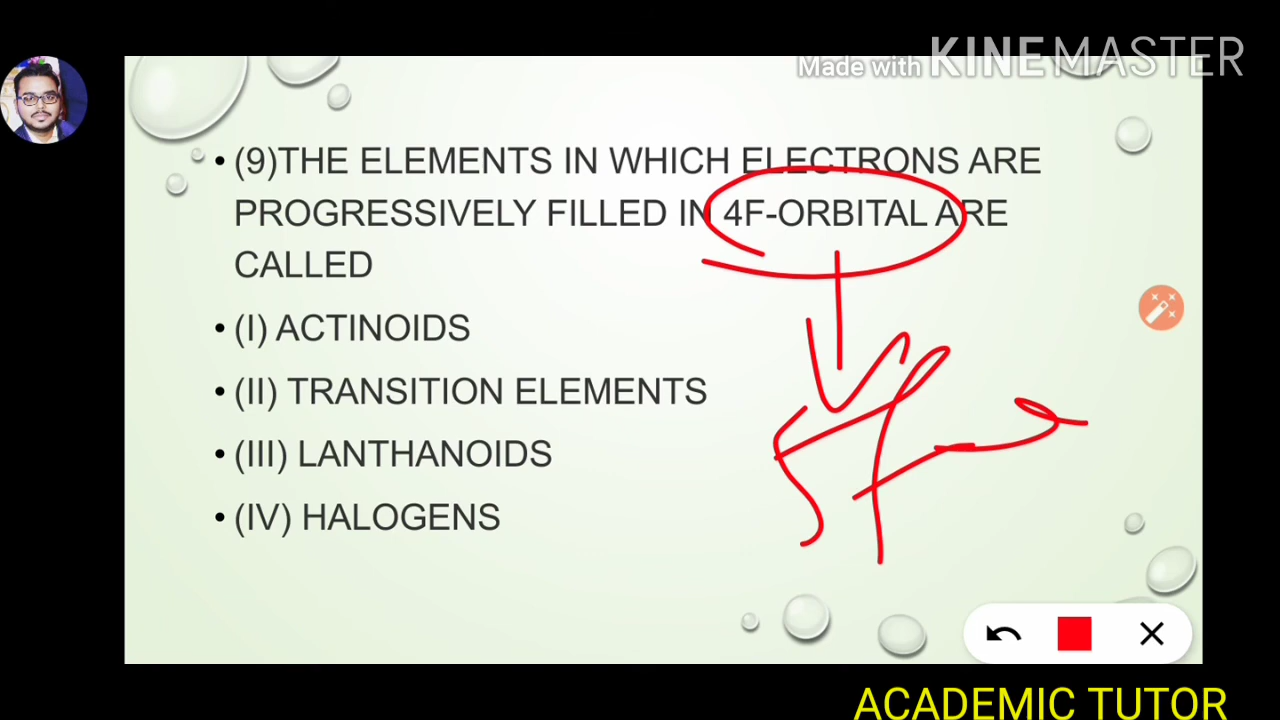 Made with KINEMASTER
• (9)THE ELEMENTS IN WHICH ELECTRONS ARE
PROGRESSIVELY FILLED IN 4F-ORBITAL ARE
CALLED
• (I) ACTINOIDS
• (II) TRANSITION ELEMENTS
• (III) LANTHANOIDS
• (IV) HALOGENS
5f
ACADEMIC TUTOR